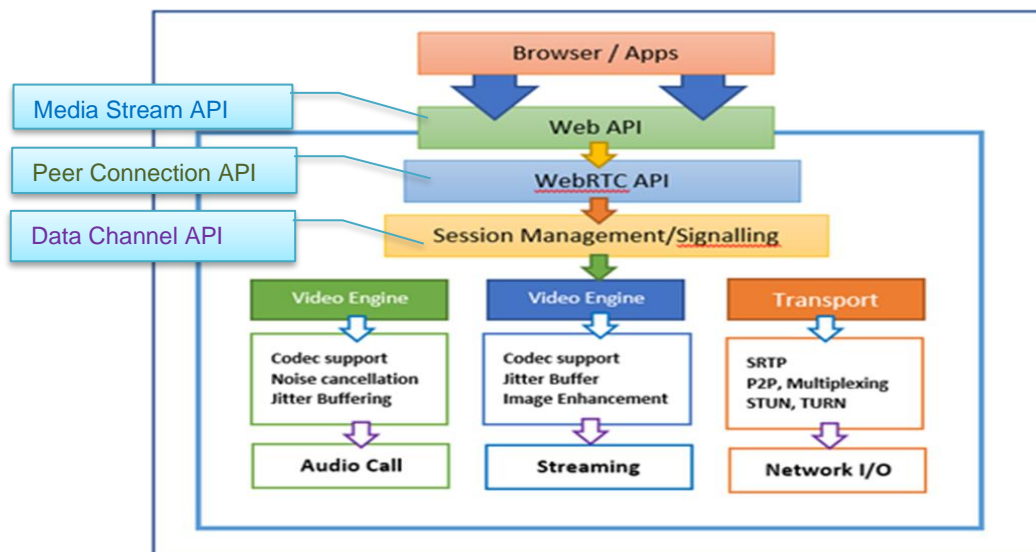 Browser / Apps
Media Stream API
Web API
Peer Connection API
WebRTC API
Data Channel API
Session Management/Signalling
Video Engine
Video Engine
Transport
Codec support
Noise cancellation
Jitter Buffering
Codec support
Jitter Buffer
Image Enhancement
SRTP
P2P, Multiplexing
STUN, TURN
Audio Call
Streaming
Network I/O